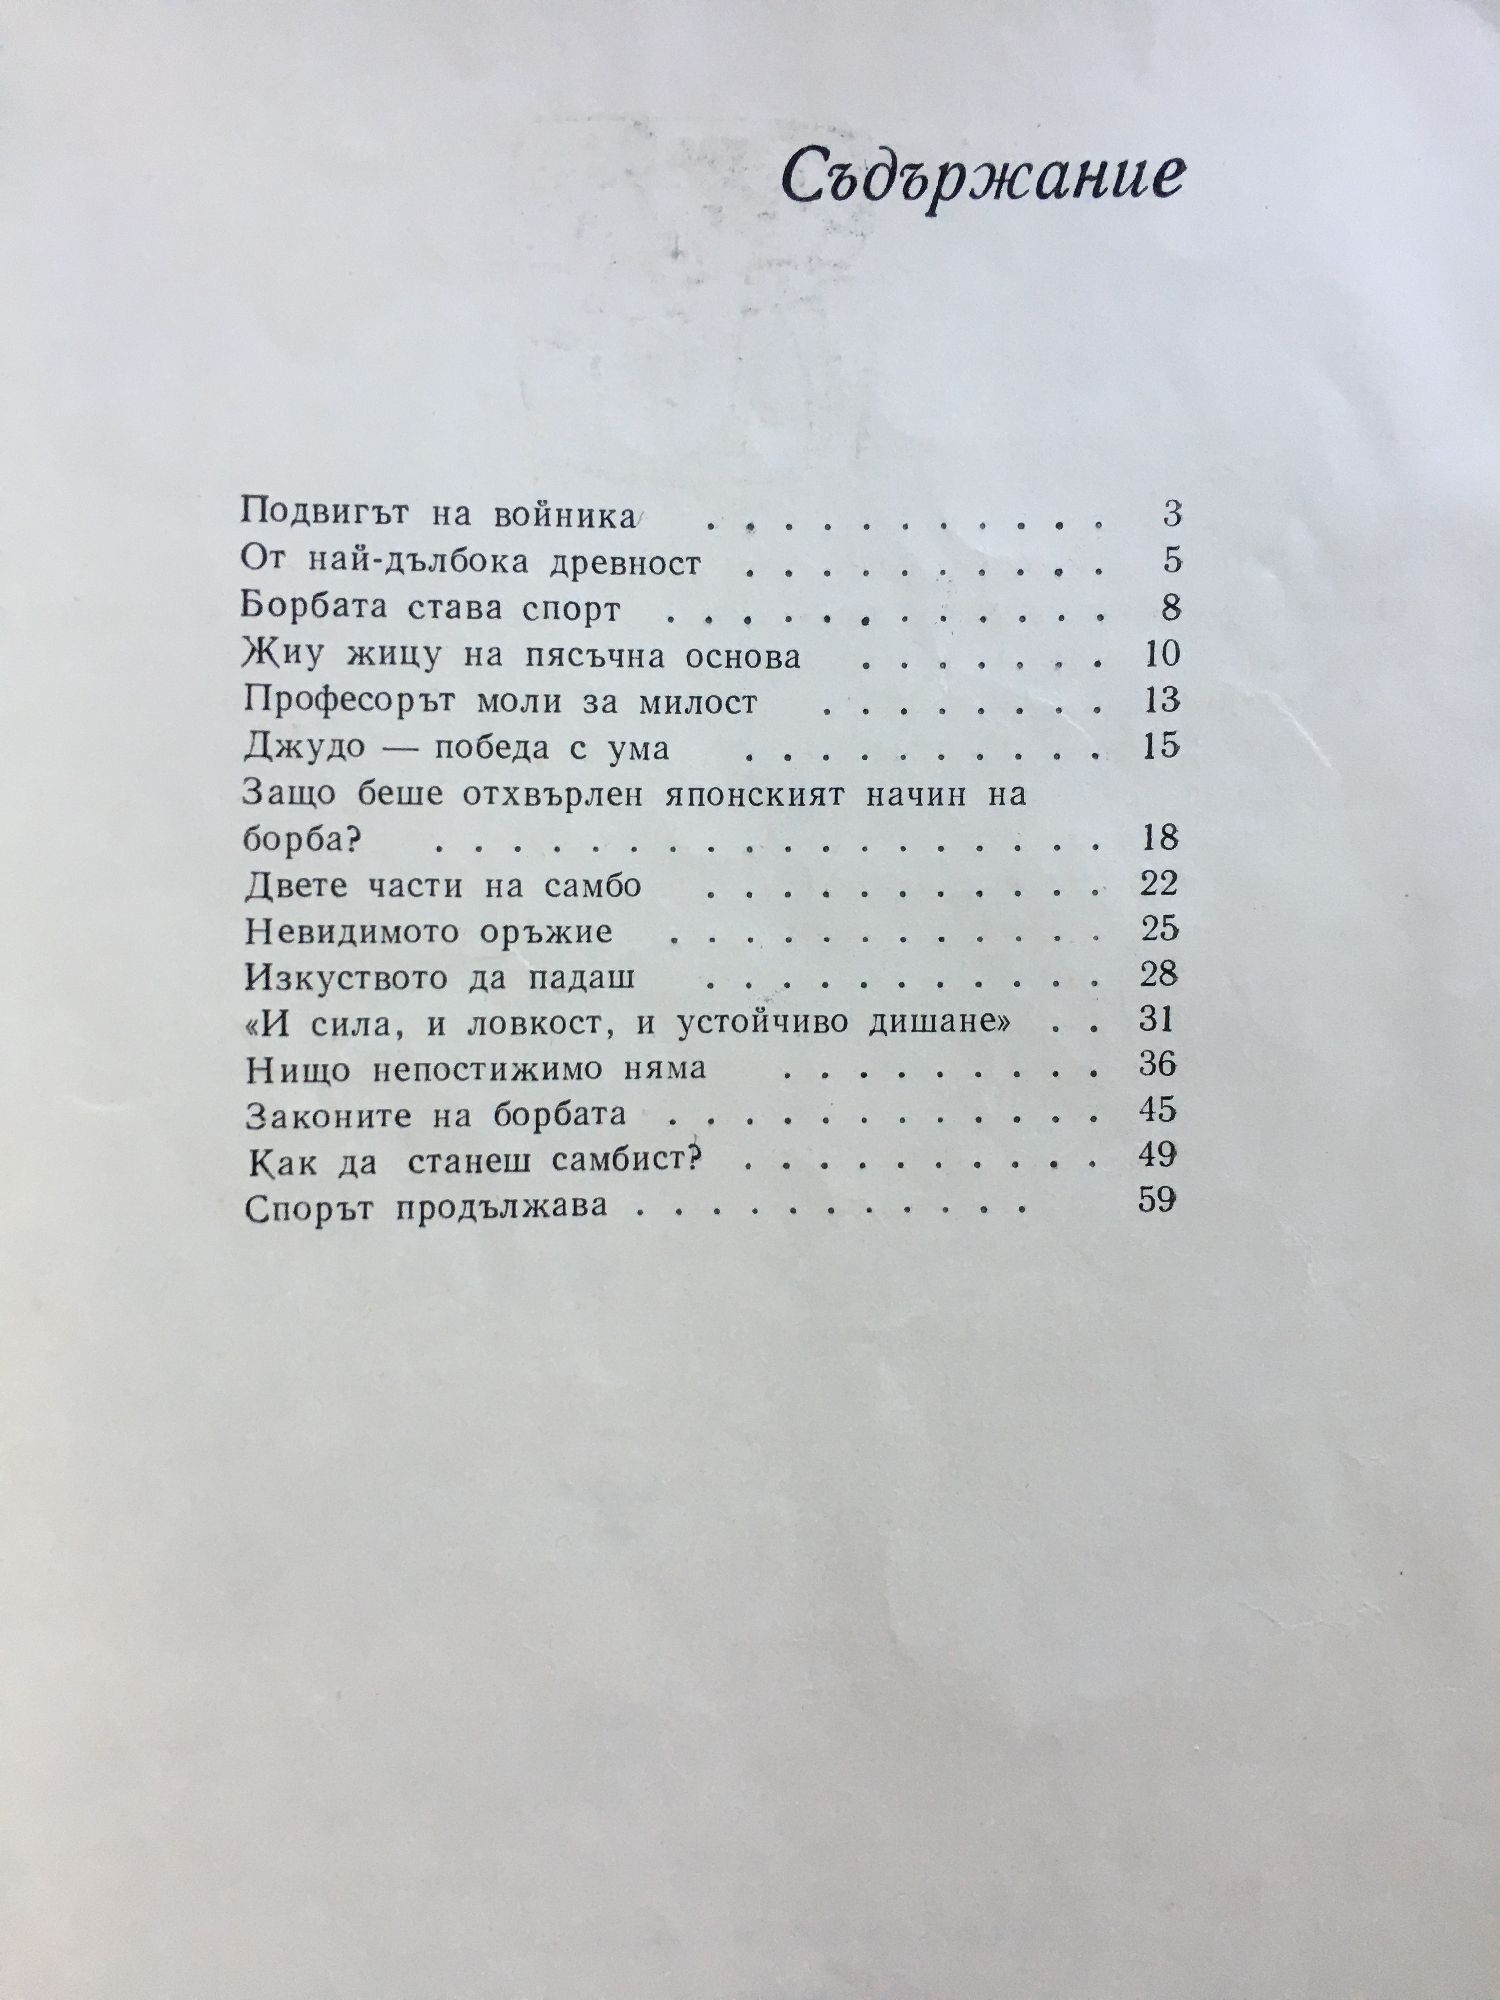 Съдържание
Подвигът на войника . . . . . . . . . . . 3
От най-дълбока древност . . . . . . . . . . 5
Борбата става спорт . . . . . . . . . . . . 8
Жиу жицу на пясъчна основа . . . . . . . 10
Професорът моли за милост . . . . . . . . 13
Джудо — победа с ума . . . . . . . . . . 15
Защо беше отхвърлен японският начин на
борба? . . . . . . . . . . . . . . . . . . 18
Двете части на самбо . . . . . . . . . . . 22
Невидимото оръжие . . . . . . . . . . . . 25
Изкуството да падаш . . . . . . . . . . . 28
«И сила, и ловкост, и устойчиво дишане» . . 31
Нищо непостижимо няма . . . . . . . . . 36
Законите на борбата . . . . . . . . . . . . 45
Как да станеш самбист? . . . . . . . . . . 49
Спорът продължава . . . . . . . . . . . 59